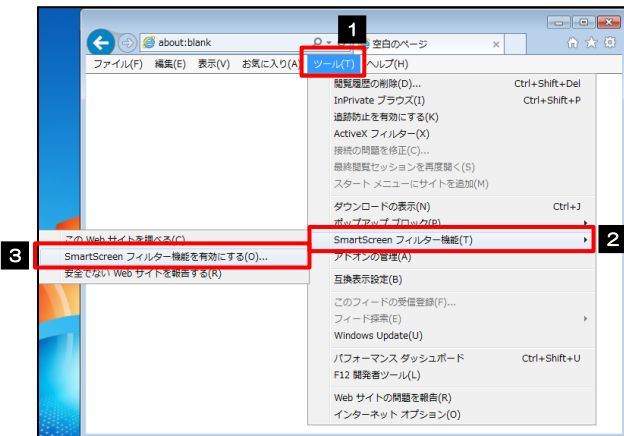 1
about:blank
空白のページ
ファイル(F) 編集(E) 表示(V) お気に入り(A) ツール(T) ヘルプ(H)
閲覧履歴の削除(D)... Ctrl+Shift+Del
InPrivate ブラウズ(I) Ctrl+Shift+P
追跡防止を有効にする(K)
ActiveX フィルター(X)
接続の問題を修正(C)...
最終閲覧セッションを再度開く(S)
スタート メニューにサイトを追加(M)
ダウンロードの表示(N) Ctrl+J
ポップアップ ブロック(P)
SmartScreen フィルター機能(T)
2
アドオンの管理(A)
この Web サイトを調べる(C)
3
SmartScreen フィルター機能を有効にする(O)...
安全でない Web サイトを報告する(R)
互換表示設定(B)
このフィードの受信登録(F)...
フィード探索(E)
Windows Update(U)
パフォーマンス ダッシュボード Ctrl+Shift+U
F12 開発者ツール(L)
Web サイトの問題を報告(R)
インターネット オプション(O)